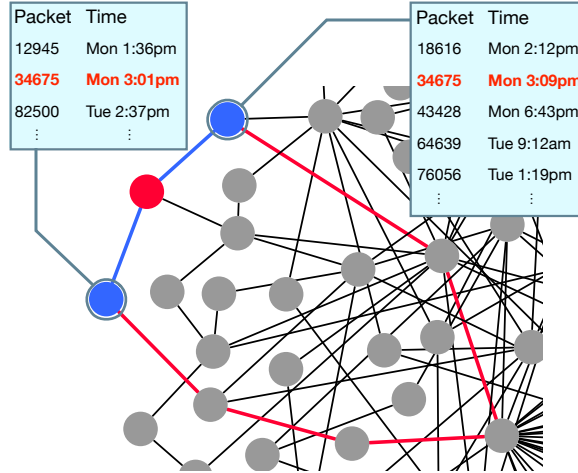 Packet Time
12945 Mon 1:36pm
34675 Mon 3:01pm
82500 Tue 2:37pm
⋮ ⋮
Packet Time
18616 Mon 2:12pm
34675 Mon 3:09pm
43428 Mon 6:43pm
64639 Tue 9:12am
76056 Tue 1:19pm
⋮ ⋮